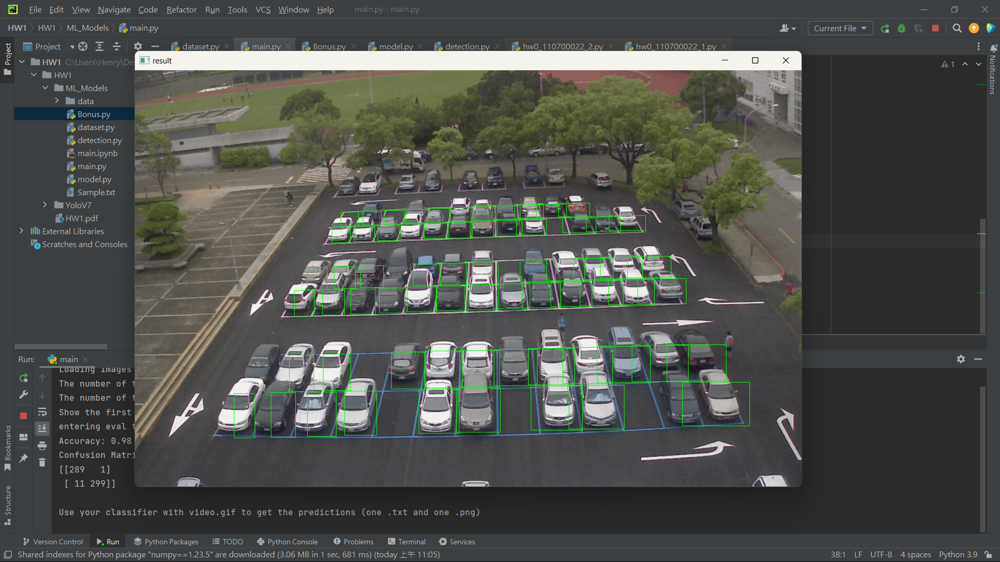 File Edit View Navigate Code Refactor Run Tools VCS Window Help main.py - main.py
HW1 HW1 ML_Models main.py Current File
Project dataset.py main.py Bonus.py model.py detection.py hw0_110700022_2.py hw0_110700022_1.py
Project
Notifications
result
1
HW1 C:\Users\Henry\De
HW1
ML_Models
data
Bonus.py
dataset.py
detection.py
main.ipynb
main.py
model.py
Sample.txt
YoloV7
HW1.pdf
External Libraries
Scratches and Consoles
Run: main
Loading images
The number of t
The number of t
Show the first
entering eval t
Accuracy: 0.98
Confusion Matri
[[289   1]
[ 11 299]]
Use your classifier with video.gif to get the predictions (one .txt and one .png)
Bookmarks
Structure
Version Control Run Python Packages TODO Python Console Problems Terminal Services
Shared indexes for Python package "numpy==1.23.5" are downloaded (3.06 MB in 1 sec, 681 ms) (today 上午 11:05) 38:1 LF UTF-8 4 spaces Python 3.9